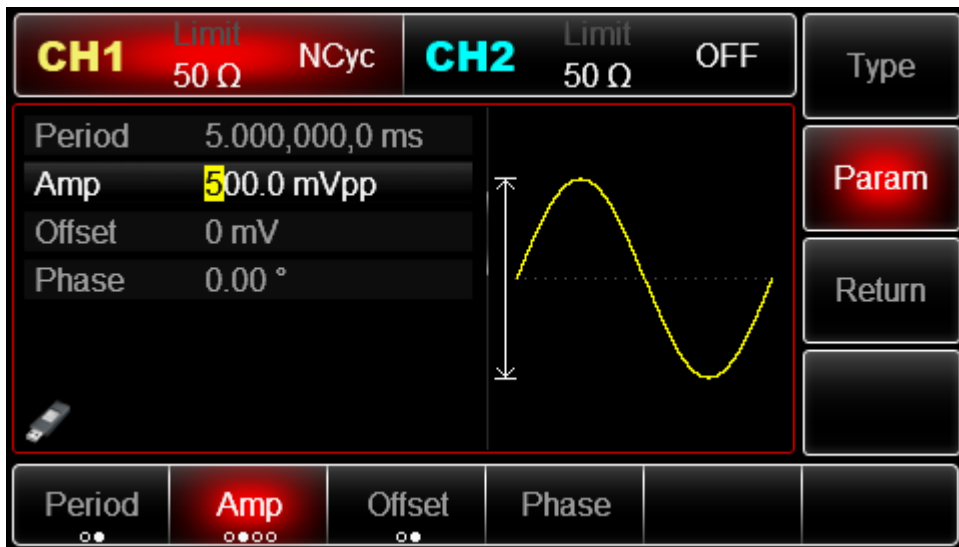 CH1 Limit 50 Ω NCyc CH2 Limit 50 Ω OFF
Type
Period 5.000,000,0 ms
Amp 500.0 mVpp
Offset 0 mV
Phase 0.00 °
Param
Return
Period Amp Offset Phase